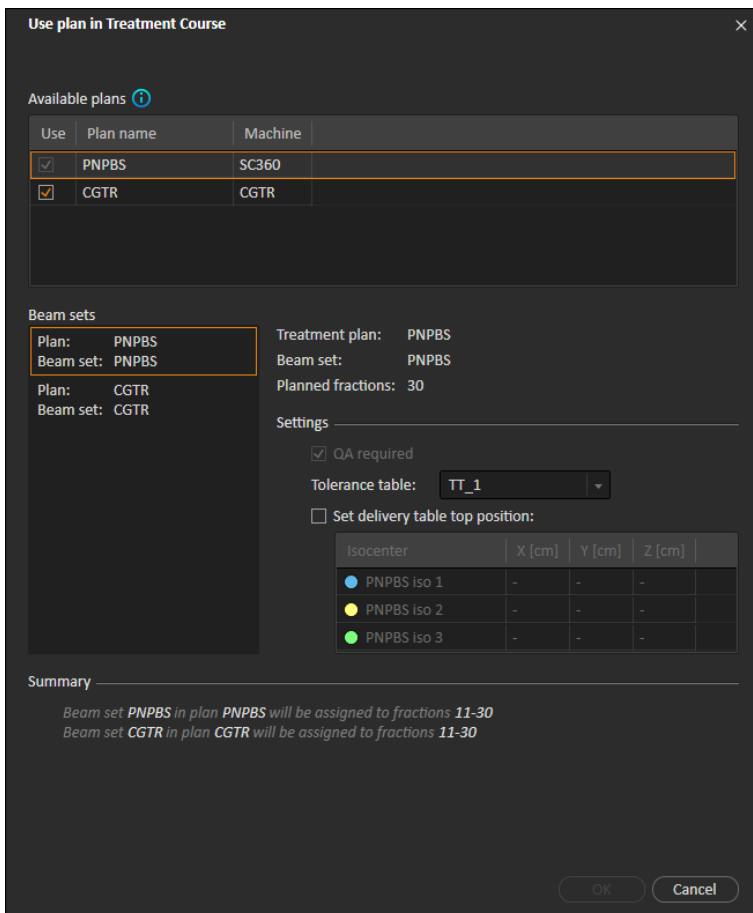 Use plan in Treatment Course
Available plans
Use Plan name Machine
PNPBS SC360
CGTR CGTR
Beam sets
Plan: PNPBS
Beam set: PNPBS
Plan: CGTR
Beam set: CGTR
Treatment plan: PNPBS
Beam set: PNPBS
Planned fractions: 30
Settings
QA required
Tolerance table: TT_1
Set delivery table top position:
Isocenter X [cm] Y [cm] Z [cm]
PNPBS iso 1 - - -
PNPBS iso 2 - - -
PNPBS iso 3 - - -
Summary
Beam set PNPBS in plan PNPBS will be assigned to fractions 11-30
Beam set CGTR in plan CGTR will be assigned to fractions 11-30
OK Cancel